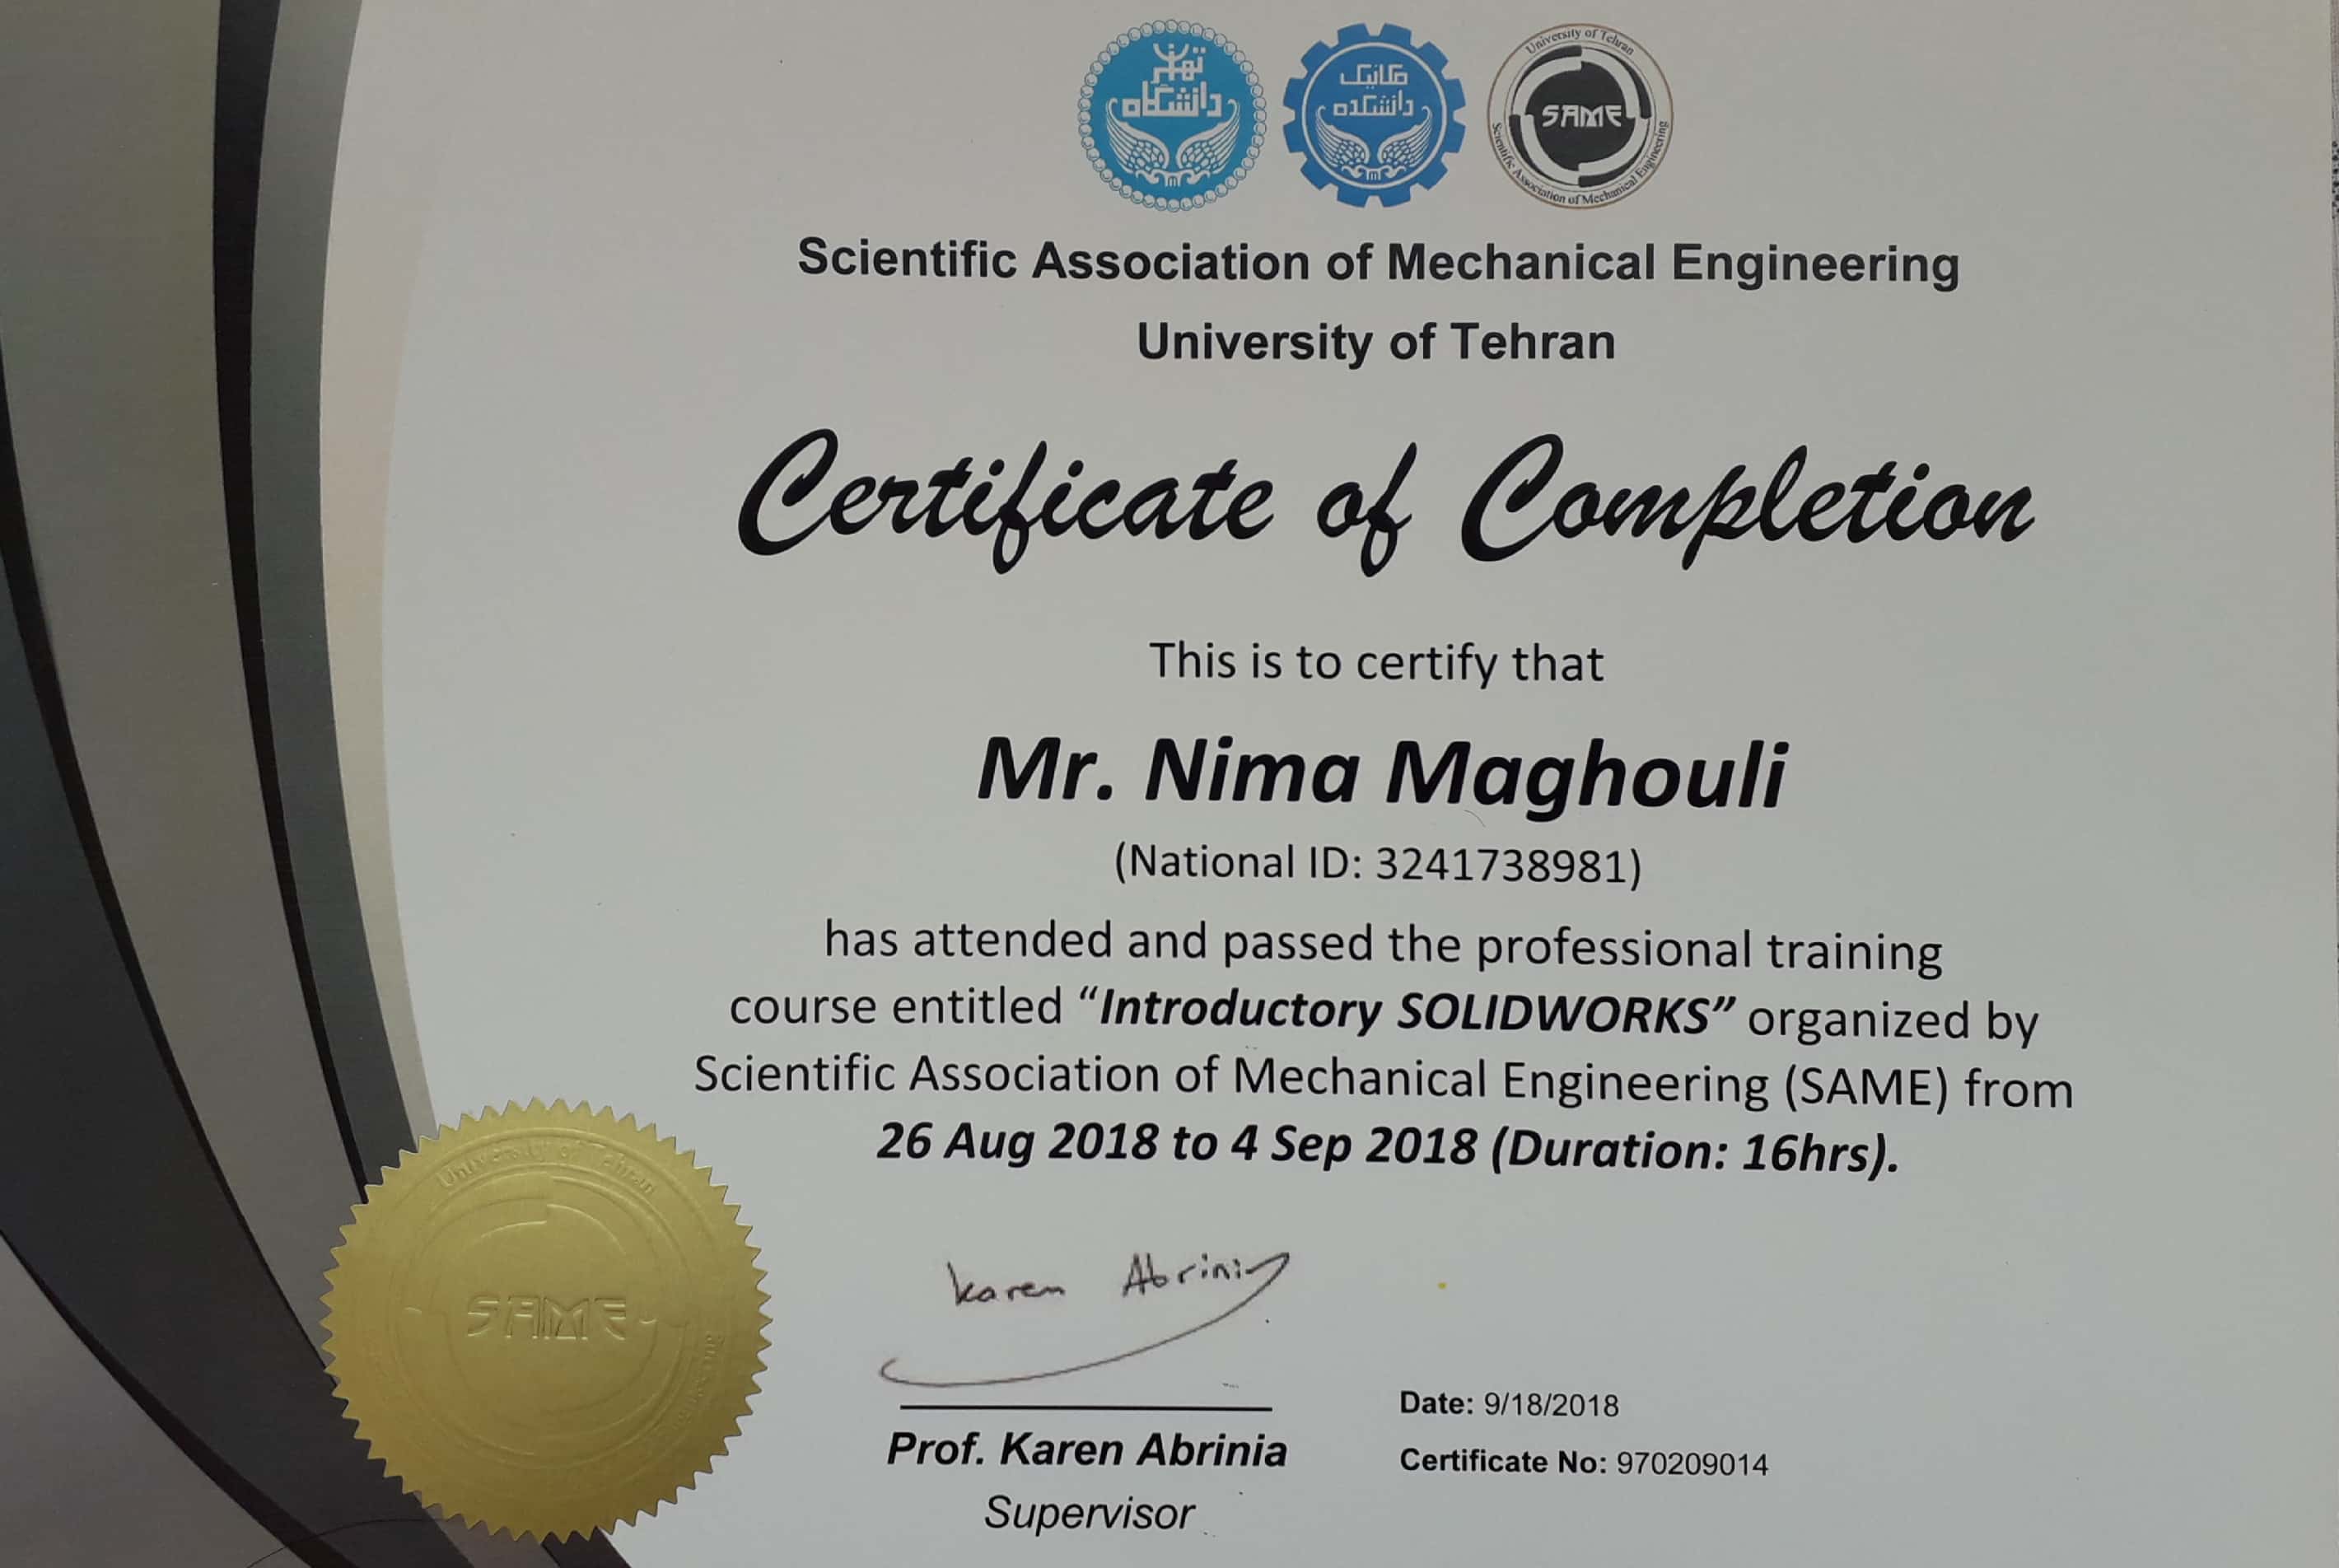 دانشگاه تهران
دانشکده مکانیک
University of Tehran
SAME
Scientific Association of Mechanical Engineering
Scientific Association of Mechanical Engineering
University of Tehran
Certificate of Completion
This is to certify that
Mr. Nima Maghouli
(National ID: 3241738981)
has attended and passed the professional training
course entitled “Introductory SOLIDWORKS” organized by
Scientific Association of Mechanical Engineering (SAME) from
26 Aug 2018 to 4 Sep 2018 (Duration: 16hrs).
University of Tehran
SAME
Karen Abrinia
Prof. Karen Abrinia
Supervisor
Date: 9/18/2018
Certificate No: 970209014